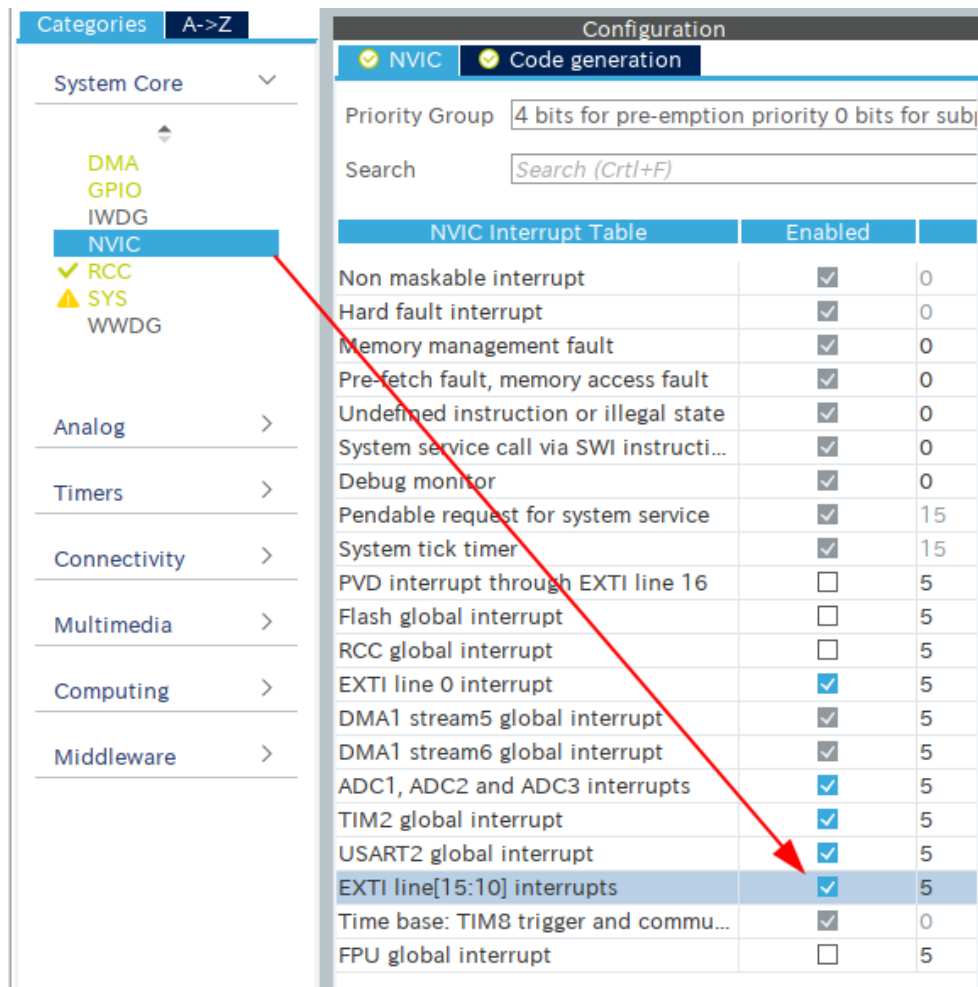 Categories A->Z
System Core
DMA
GPIO
IWDG
NVIC
RCC
SYS
WWDG
Analog
Timers
Connectivity
Multimedia
Computing
Middleware
Configuration
NVIC Code generation
Priority Group 4 bits for pre-emption priority 0 bits for
Search Search (Crtl+F)
NVIC Interrupt Table Enabled
Non maskable interrupt 0
Hard fault interrupt 0
Memory management fault 0
Pre-fetch fault, memory access fault 0
Undefined instruction or illegal state 0
System service call via SWI instructi... 0
Debug monitor 0
Pendable request for system service 15
System tick timer 15
PVD interrupt through EXTI line 16 5
Flash global interrupt 5
RCC global interrupt 5
EXTI line 0 interrupt 5
DMA1 stream5 global interrupt 5
DMA1 stream6 global interrupt 5
ADC1, ADC2 and ADC3 interrupts 5
TIM2 global interrupt 5
USART2 global interrupt 5
EXTI line[15:10] interrupts 5
Time base: TIM8 trigger and commu... 0
FPU global interrupt 5